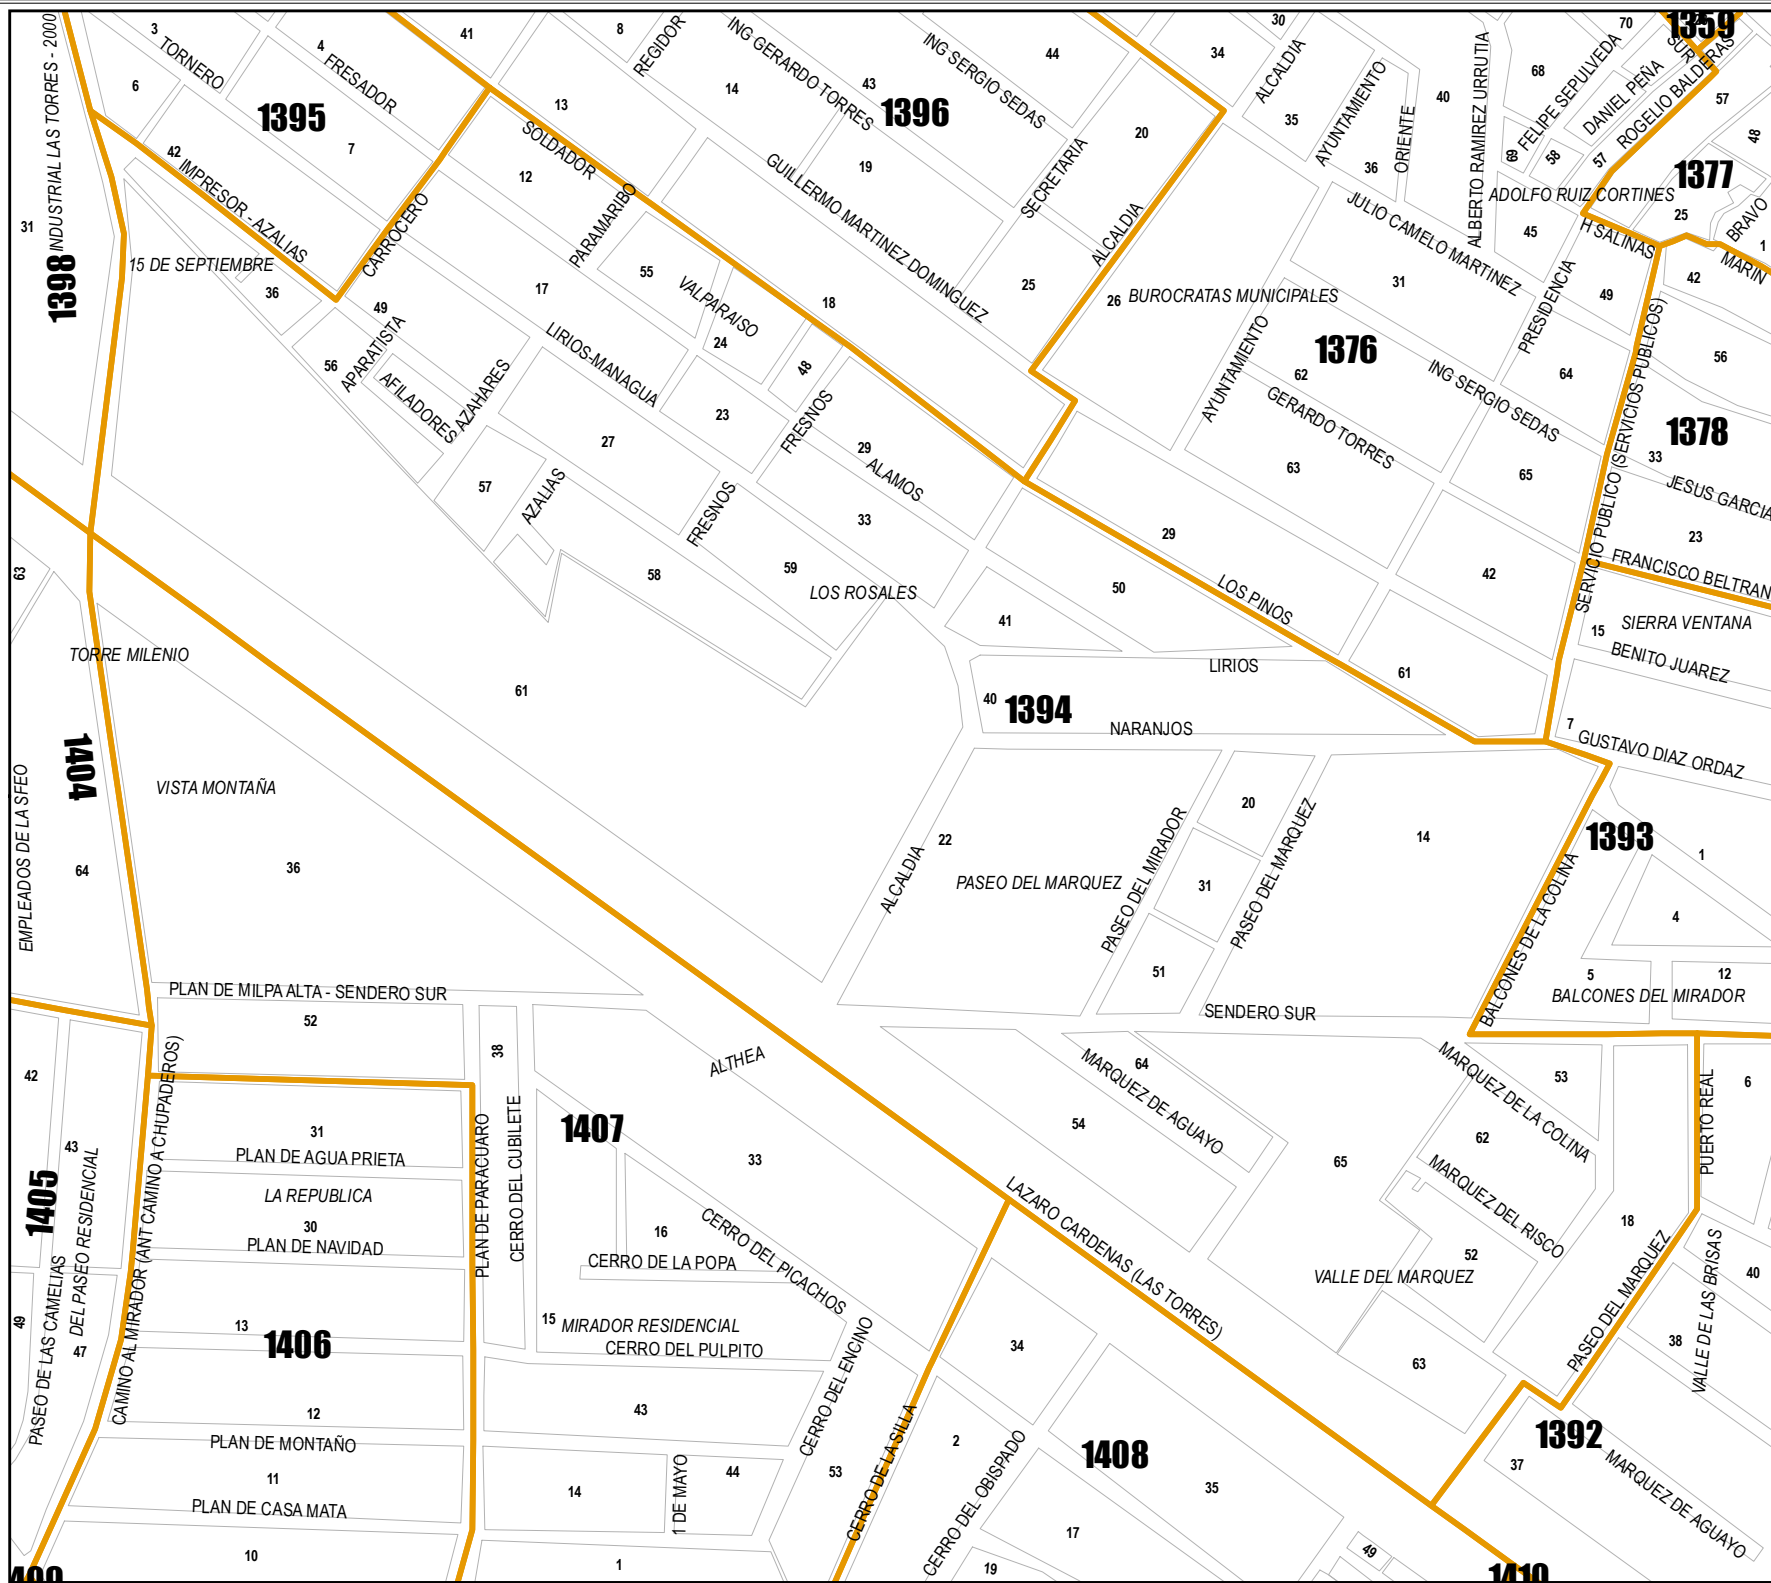 1359
70
30
3
TORNERO
4
FRESADOR
41
8
REGIDOR
ING GERARDO TORRES
ING SERGIO SEDAS
44
34
ALCALDIA
68
FELIPE SEPULVEDA
SUR
DANIEL PEÑA
ROGELIO BALDERAS
57
6
1395
7
13
14
43
1396
20
35
AYUNTAMIENTO
40
ALBERTO RAMIREZ URRUTIA
48
INDUSTRIAL LAS TORRES - 2000
42
IMPRESOR - AZALIAS
12
SOLDADOR
GUILLERMO MARTINEZ DOMINGUEZ
19
SECRETARIA
36
ORIENTE
69
58
57
1377
ADOLFO RUIZ CORTINES
25
BRAVO
1
31
1398
15 DE SEPTIEMBRE
36
CARROCERO
PARAMARIBO
ALCALDIA
JULIO CAMELO MARTINEZ
45
H SALINAS
MARIN
42
49
17
55
VALPARAISO
18
25
26
BUROCRATAS MUNICIPALES
31
PRESIDENCIA
49
56
APARATISTA
AFILADORES
AZAHARES
LIRIOS-MANAGUA
24
48
AYUNTAMIENTO
1376
62
ING SERGIO SEDAS
64
SERVICIO PUBLICO (SERVICIOS PUBLICOS)
56
27
23
FRESNOS
29
ALAMOS
GERARDO TORRES
63
65
1378
33
JESUS GARCIA
57
AZALIAS
FRESNOS
33
29
23
63
58
59
LOS ROSALES
50
LOS PINOS
42
FRANCISCO BELTRAN
41
15
SIERRA VENTANA
BENITO JUAREZ
TORRE MILENIO
61
LIRIOS
61
40
1394
NARANJOS
7
GUSTAVO DIAZ ORDAZ
1404
VISTA MONTAÑA
EMPLEADOS DE LA SFEO
64
36
22
ALCALDIA
PASEO DEL MARQUEZ
PASEO DEL MIRADOR
20
31
51
PASEO DEL MARQUEZ
14
1393
1
4
5
12
BALCONES DE LA COLINA
BALCONES DEL MIRADOR
PLAN DE MILPA ALTA - SENDERO SUR
52
SENDERO SUR
38
ALTHEA
64
MARQUEZ DE AGUAYO
MARQUEZ DE LA COLINA
53
PUERTO REAL
6
42
43
CAMINO AL MIRADOR (ANT CAMINO A CHUPADEROS)
31
PLAN DE AGUA PRIETA
PLAN DE PARACUARO
CERRO DEL CUBILETE
1407
33
54
65
62
MARQUEZ DEL RISCO
1405
DEL PASEO RESIDENCIAL
LA REPUBLICA
30
PLAN DE NAVIDAD
16
CERRO DE LA POPA
CERRO DEL PICACHOS
LAZARO CARDENAS (LAS TORRES)
18
52
VALLE DEL MARQUEZ
PASEO DEL MARQUEZ
VALLE DE LAS BRISAS
40
49
PASEO DE LAS CAMELIAS
47
13
1406
15
MIRADOR RESIDENCIAL
CERRO DEL PULPITO
CERRO DEL ENCINO
34
63
38
12
PLAN DE MONTAÑO
43
CERRO DE LA SILLA
2
CERRO DEL OBISPADO
1408
1392
37
MARQUEZ DE AGUAYO
11
PLAN DE CASA MATA
14
1 DE MAYO
44
53
35
17
10
1
19
49
1410